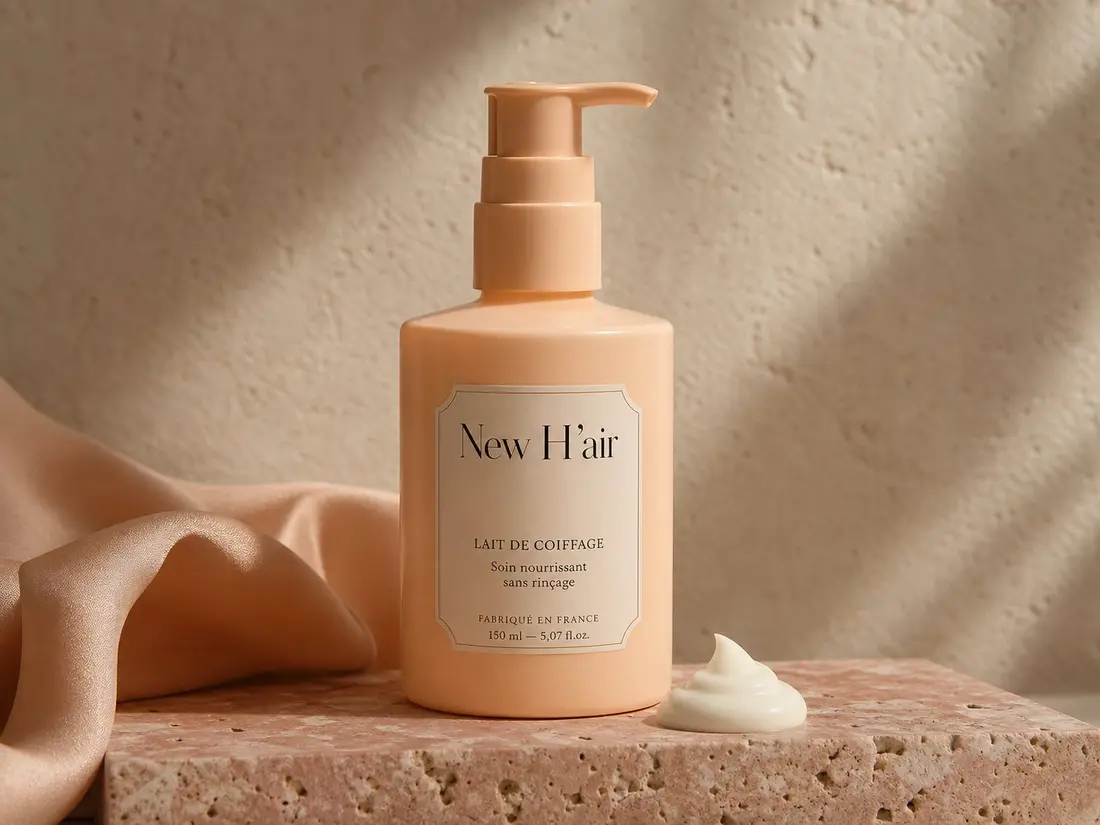 New H’air
LAIT DE COIFFAGE
Soin nourrissant
sans rinçage
FABRIQUÉ EN FRANCE
150 ml — 5,07 fl.oz.